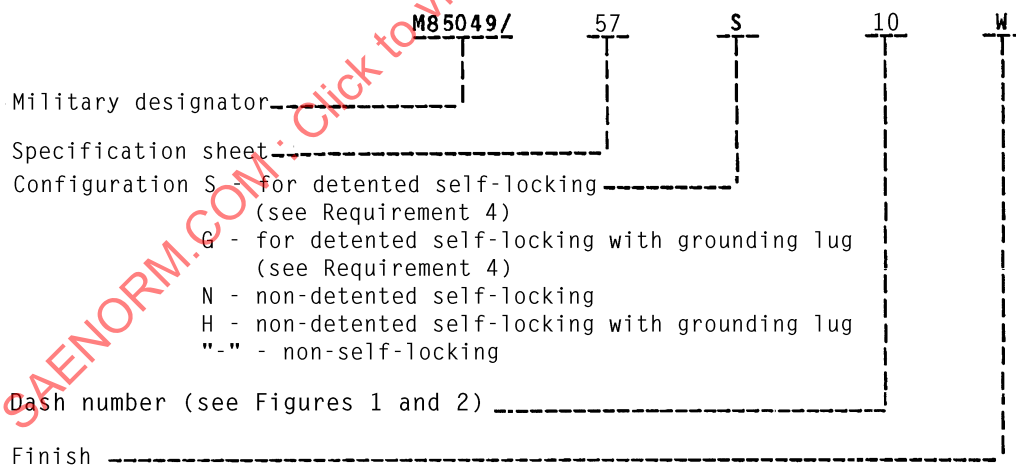 M85049/ 57 S 10 W
Military designator
Specification sheet
Configuration S - for detented self-locking
(see Requirement 4)
G - for detented self-locking with grounding lug
(see Requirement 4)
N - non-detented self-locking
H - non-detented self-locking with grounding lug
"-" - non-self-locking
Dash number (see Figures 1 and 2)
Finish
SAENORM.COM : Click to v